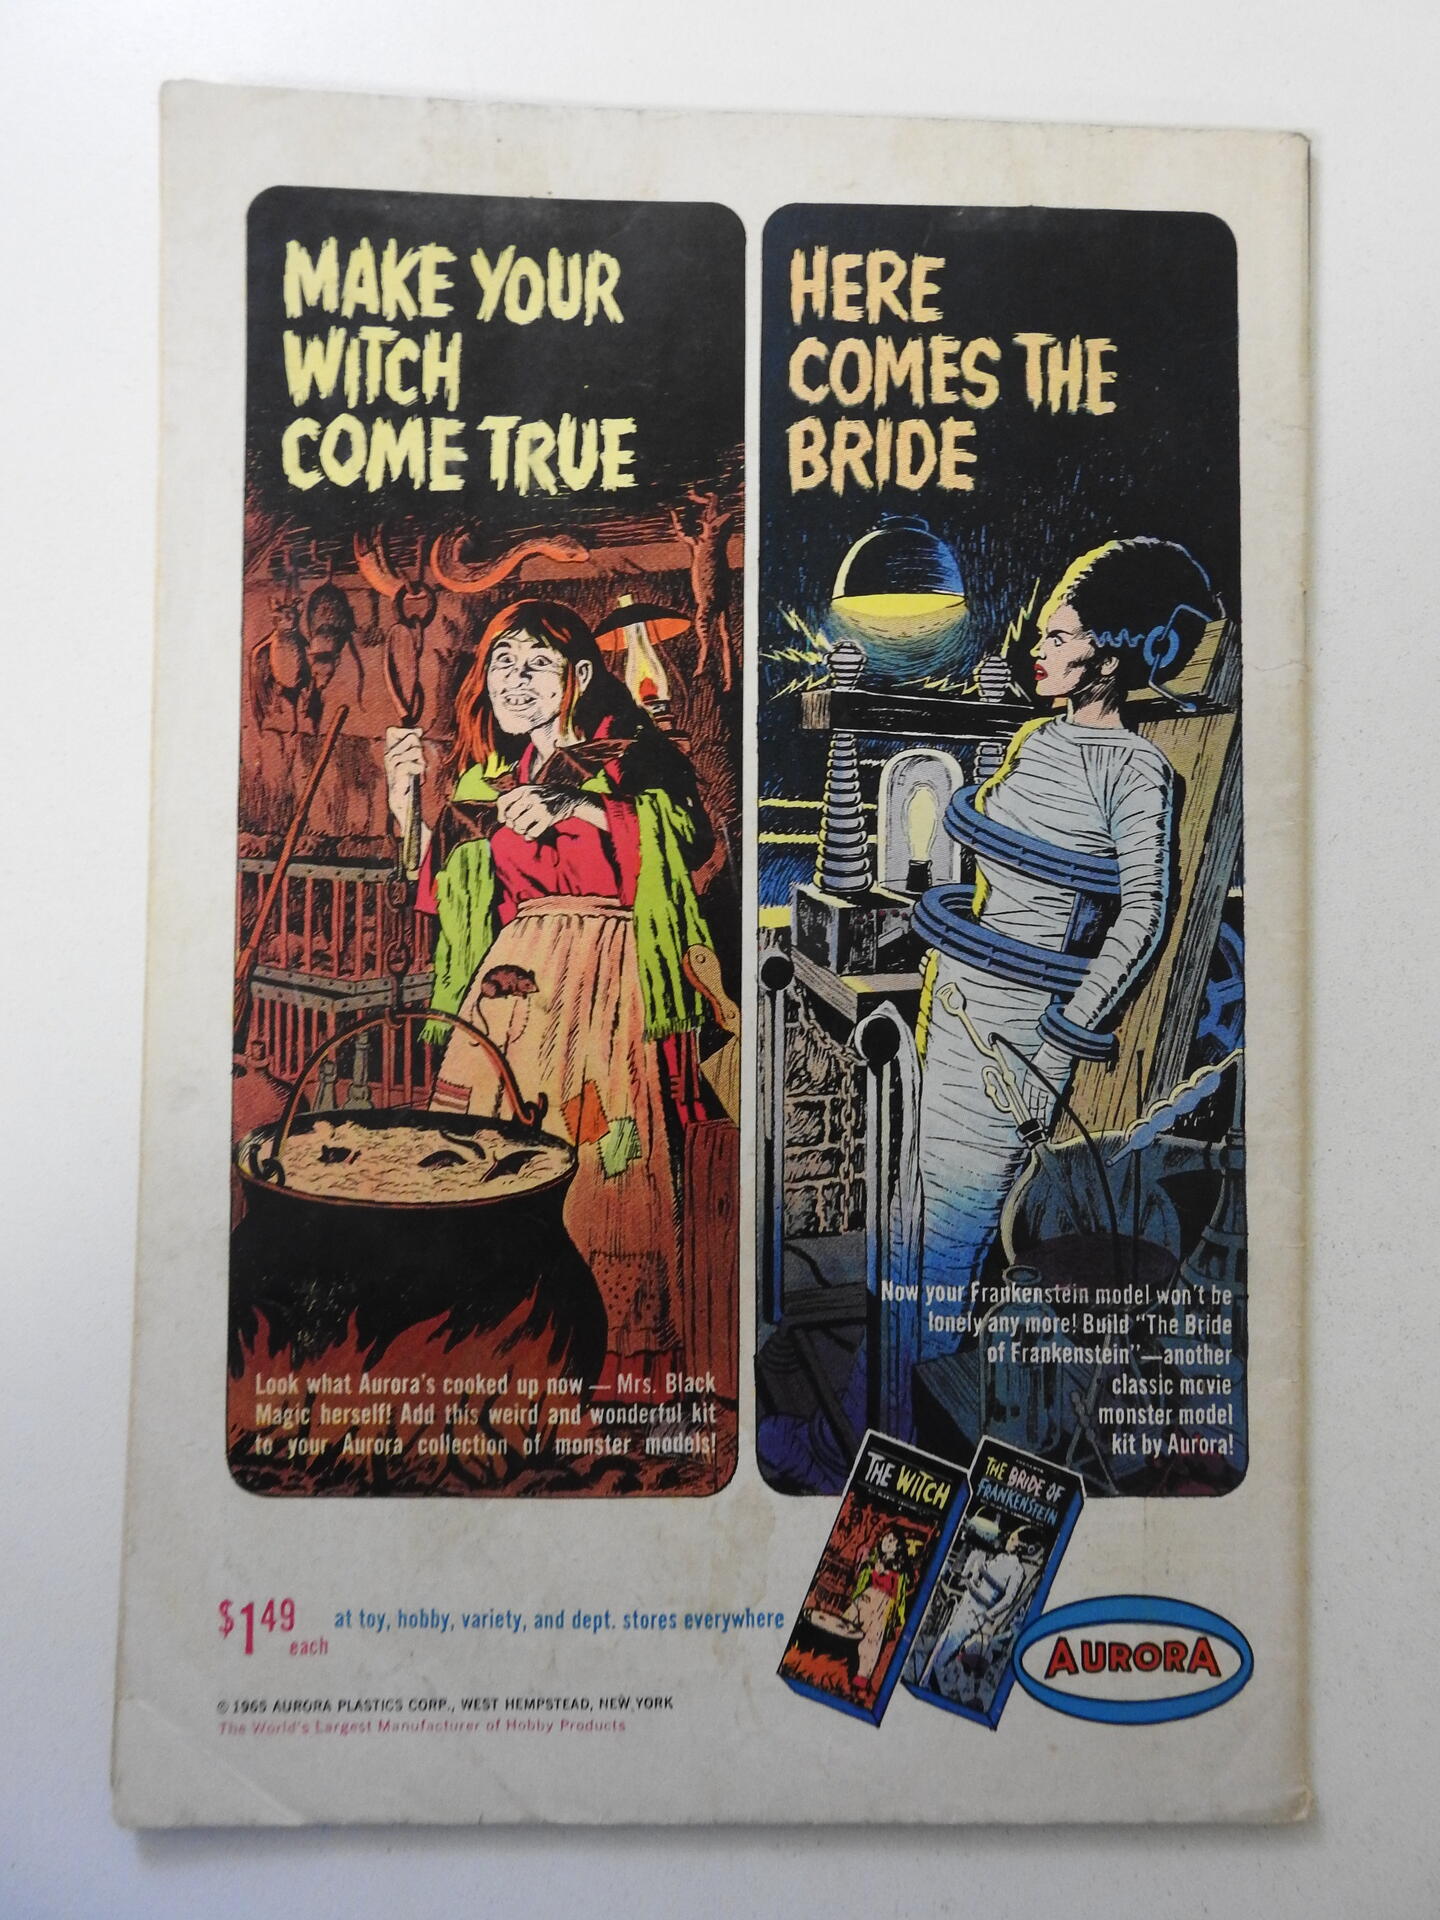 MAKE YOUR
WITCH
COME TRUE
Look what Aurora's cooked up now — Mrs. Black
Magic herself! Add this weird and wonderful kit
to your Aurora collection of monster models!
HERE
COMES THE
BRIDE
Now your Frankenstein model won't be
lonely any more! Build "The Bride
of Frankenstein"—another
classic movie
monster model
kit by Aurora!
THE WITCH
THE BRIDE OF
FRANKENSTEIN
$1 49
each
at toy, hobby, variety, and dept. stores everywhere
AURORA
© 1965 AURORA PLASTICS CORP., WEST HEMPSTEAD, NEW YORK
The World's Largest Manufacturer of Hobby Products